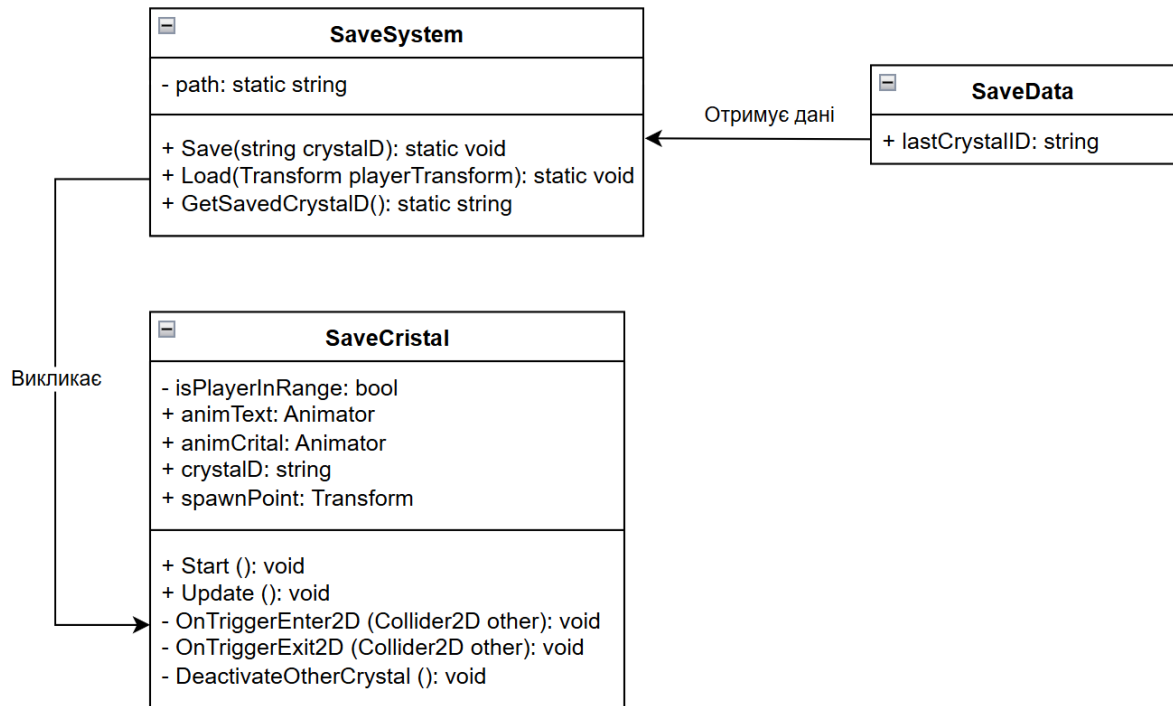 SaveSystem
- path: static string
+ Save(string crystalD): static void
+ Load(Transform playerTransform): static void
+ GetSavedCrystalD(): static string
Отримує дані
SaveData
+ lastCrystalID: string
Викликає
SaveCristal
- isPlayerInRange: bool
+ animText: Animator
+ animCrital: Animator
+ crystalD: string
+ spawnPoint: Transform
+ Start (): void
+ Update (): void
- OnTriggerEnter2D (Collider2D other): void
- OnTriggerExit2D (Collider2D other): void
- DeactivateOtherCrystal (): void